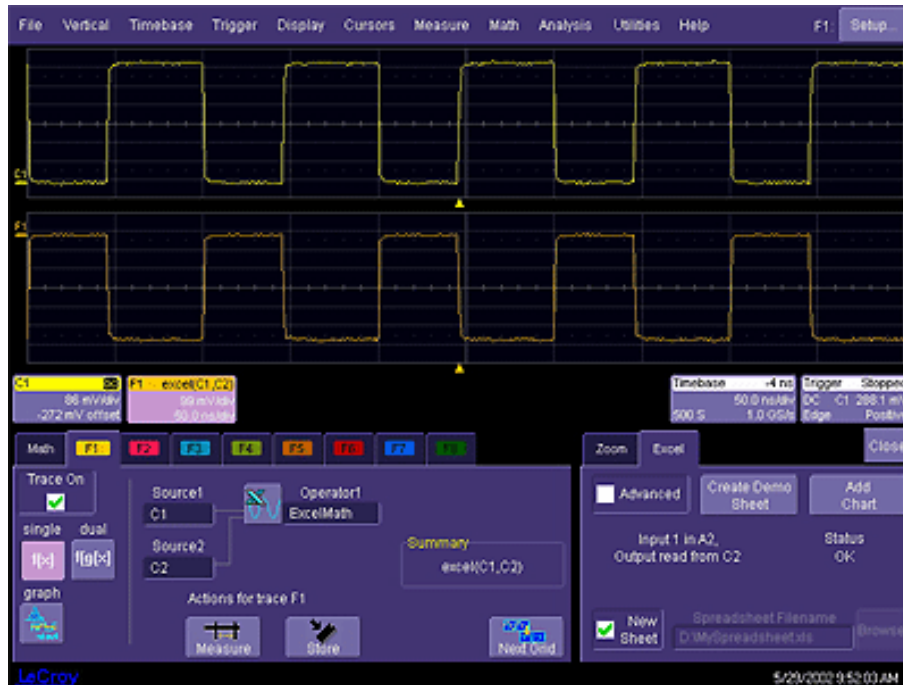 File Vertical Timebase Trigger Display Cursors Measure Math Analysis Utilities Help F1: Setup...
C1
F1
C1 DC
86 mV/div
-272 mV offset
F1 excel(C1,C2)
99 mV/div
50.0 ns/div
Timebase -4 ns
50.0 ns/div
500 S 1.0 GS/s
Trigger Stopped
DC C1 288.1 mV
Edge Positive
Math F1 F2 F3 F4 F5 F6 F7 F8
Trace On
single dual
f(x) f(g(x))
graph
Source1
C1
Source2
C2
Operator1
ExcelMath
Summary
excel(C1,C2)
Actions for trace F1
Measure Store Next Grid
Zoom Excel Close
Advanced
Create Demo Sheet
Add Chart
Input 1 in A2,
Output read from C2
Status
OK
New Sheet
Spreadsheet Filename
D:\MySpreadsheet.xls
Browse
LeCroy
5/29/2002 9:52:03 AM